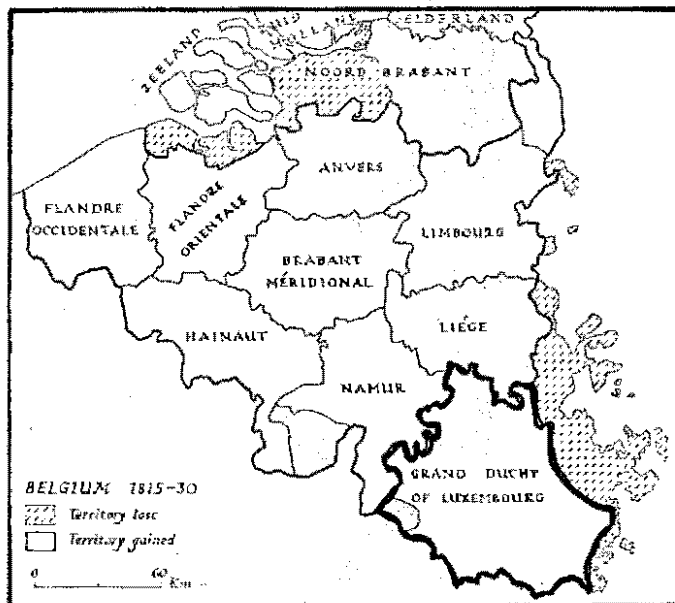 HOLLAND
ELDERLAND
ZEELAND
NOORD BRABANT
ANVERS
FLANDRE
OCCIDENTALE
FLANDRE
ORIENTALE
LIMBOURG
BRABANT
MÉRIDIONAL
HAINAUT
LIÉGE
NAMUR
GRAND DUCHY
OF LUXEMBOURG
BELGIUM 1815-30
Territory lost
Territory gained
0 60
Km